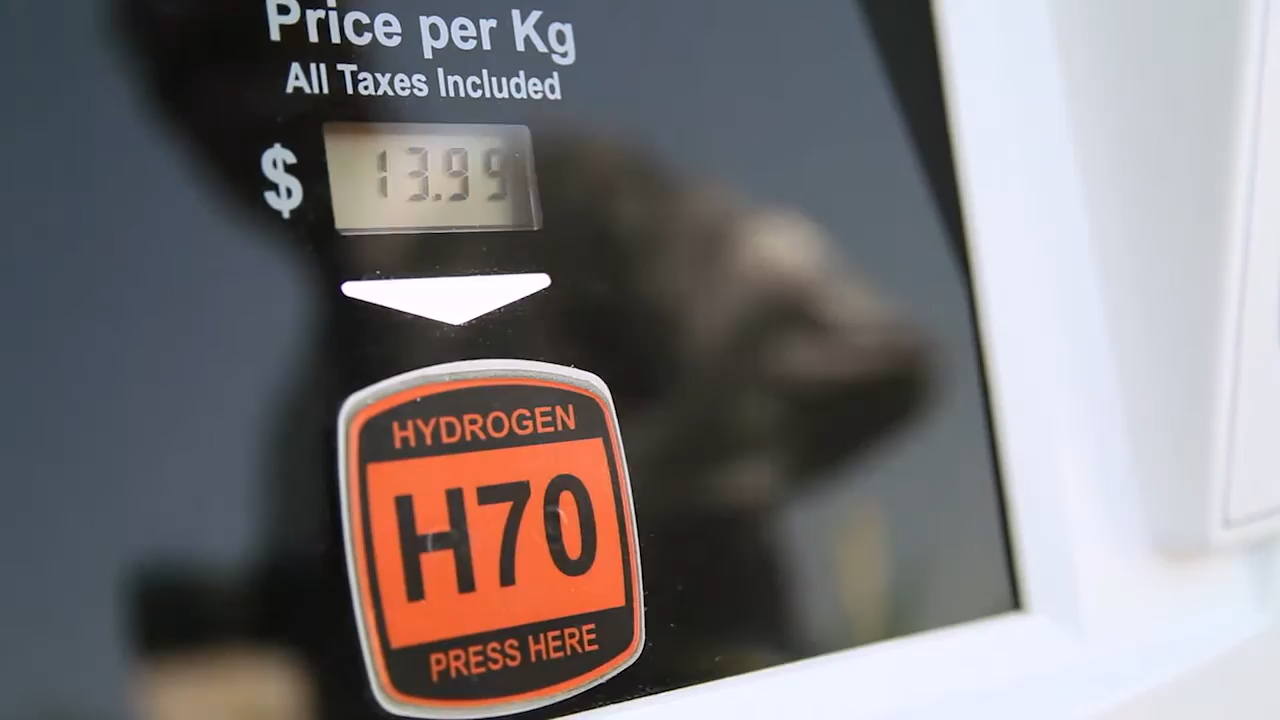 Price per Kg
All Taxes Included
$ 13.99
HYDROGEN
H70
PRESS HERE